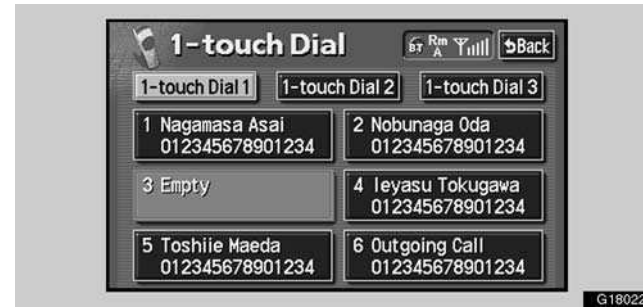 1-touch Dial
BT Rm A Back
1-touch Dial 1 1-touch Dial 2 1-touch Dial 3
1 Nagamasa Asai 2 Nobunaga Oda
012345678901234 012345678901234
3 Empty 4 Ieyasu Tokugawa
012345678901234
5 Toshiie Maeda 6 Outgoing Call
012345678901234 012345678901234